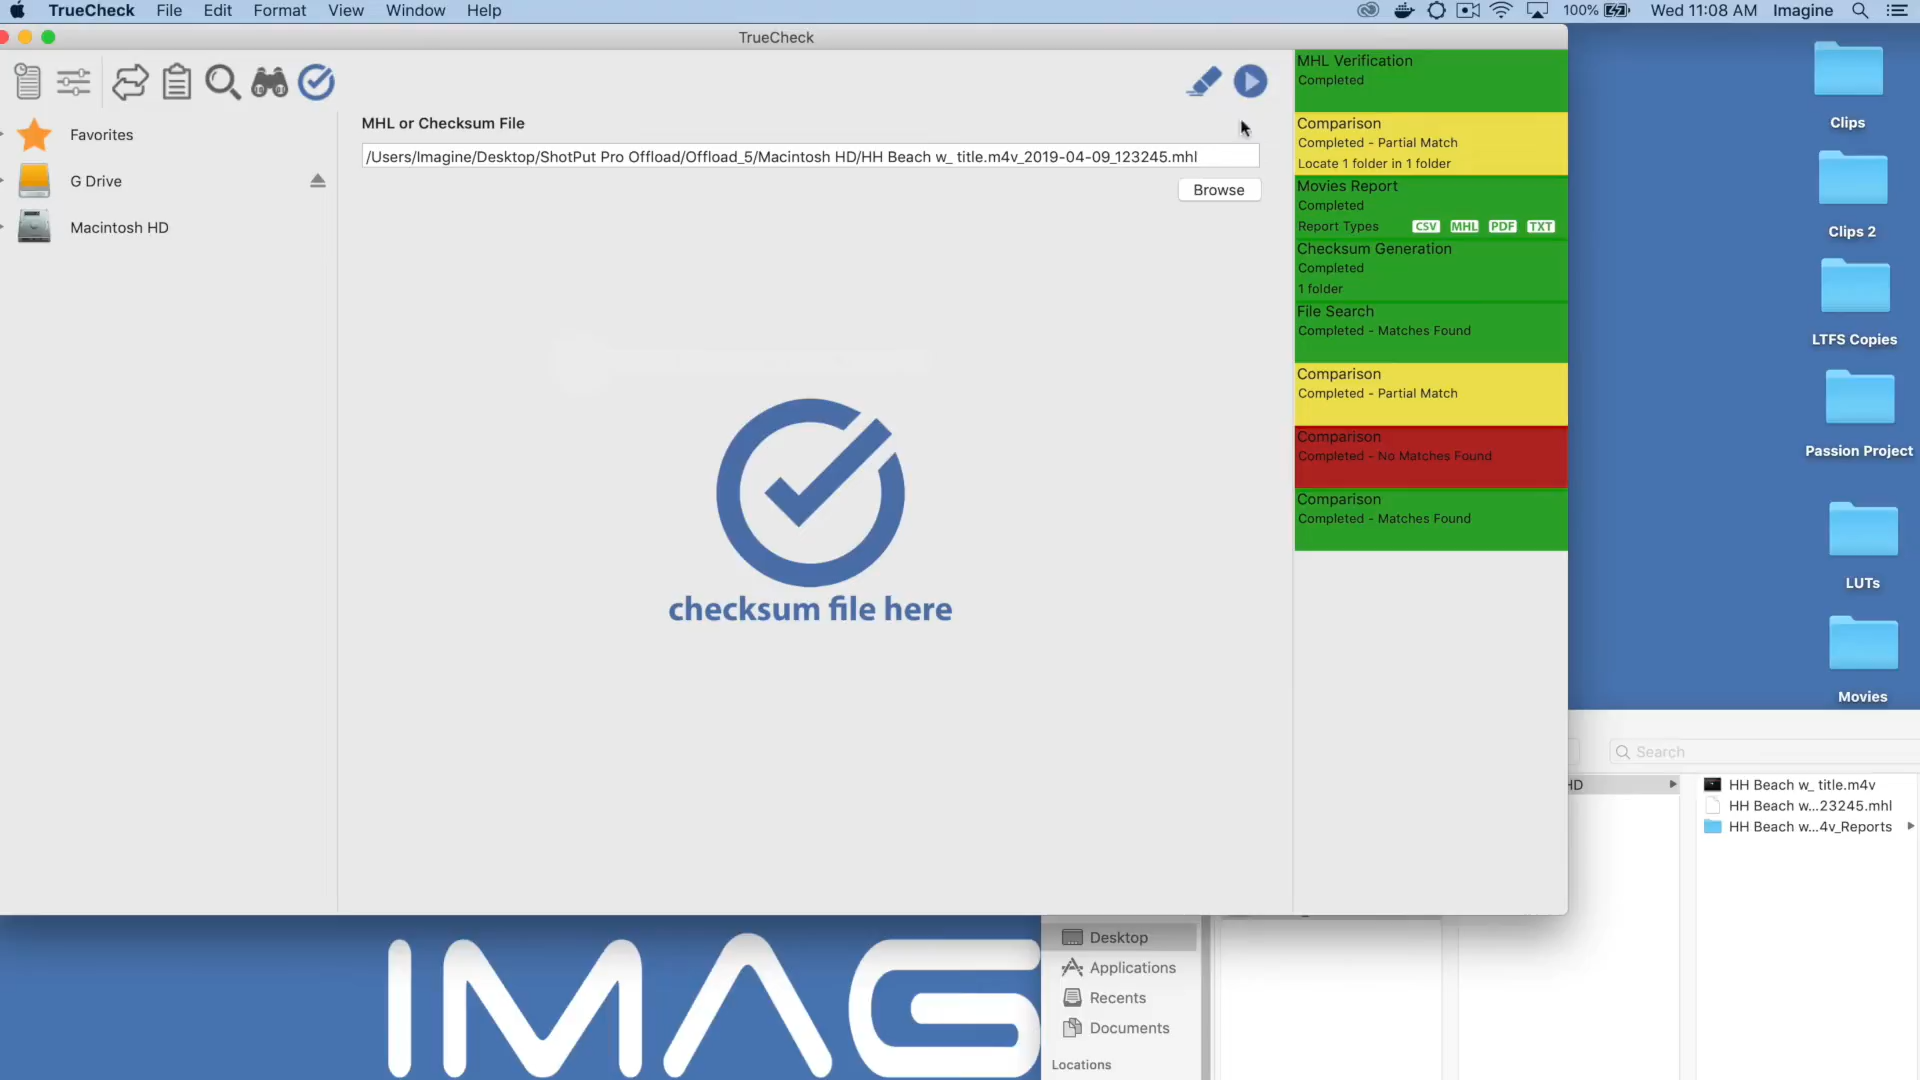 TrueCheck File Edit Format View Window Help
100% Wed 11:08 AM Imagine
TrueCheck
Favorites
G Drive
Macintosh HD
MHL or Checksum File
/Users/Imagine/Desktop/ShotPut Pro Offload/Offload_5/Macintosh HD/HH Beach w_ title.m4v_2019-04-09_123245.mhl
Browse
checksum file here
MHL Verification
Completed
Comparison
Completed - Partial Match
Locate 1 folder in 1 folder
Movies Report
Completed
Report Types CSV MHL PDF TXT
Checksum Generation
Completed
1 folder
File Search
Completed - Matches Found
Comparison
Completed - Partial Match
Comparison
Completed - No Matches Found
Comparison
Completed - Matches Found
Clips
Clips 2
LTFS Copies
Passion Project
LUTs
Movies
Search
HD
HH Beach w_ title.m4v
HH Beach w...23245.mhl
HH Beach w...4v_Reports
IMAG
Desktop
Applications
Recents
Documents
Locations